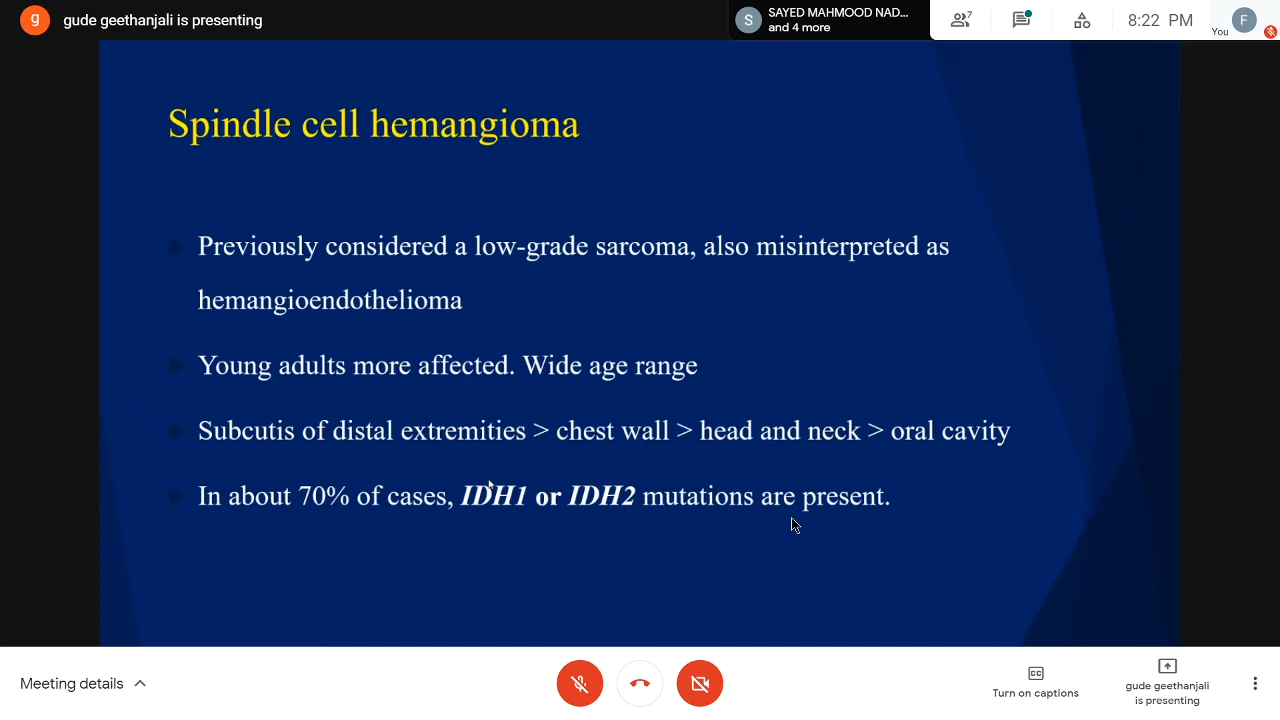 g
gude geethanjali is presenting
S
SAYED MAHMOOD NAD...
and 4 more
7
8:22 PM
You
F
Spindle cell hemangioma
Previously considered a low-grade sarcoma, also misinterpreted as
hemangioendothelioma
Young adults more affected. Wide age range
Subcutis of distal extremities > chest wall > head and neck > oral cavity
In about 70% of cases, IDH1 or IDH2 mutations are present.
Meeting details
CC
Turn on captions
gude geethanjali
is presenting